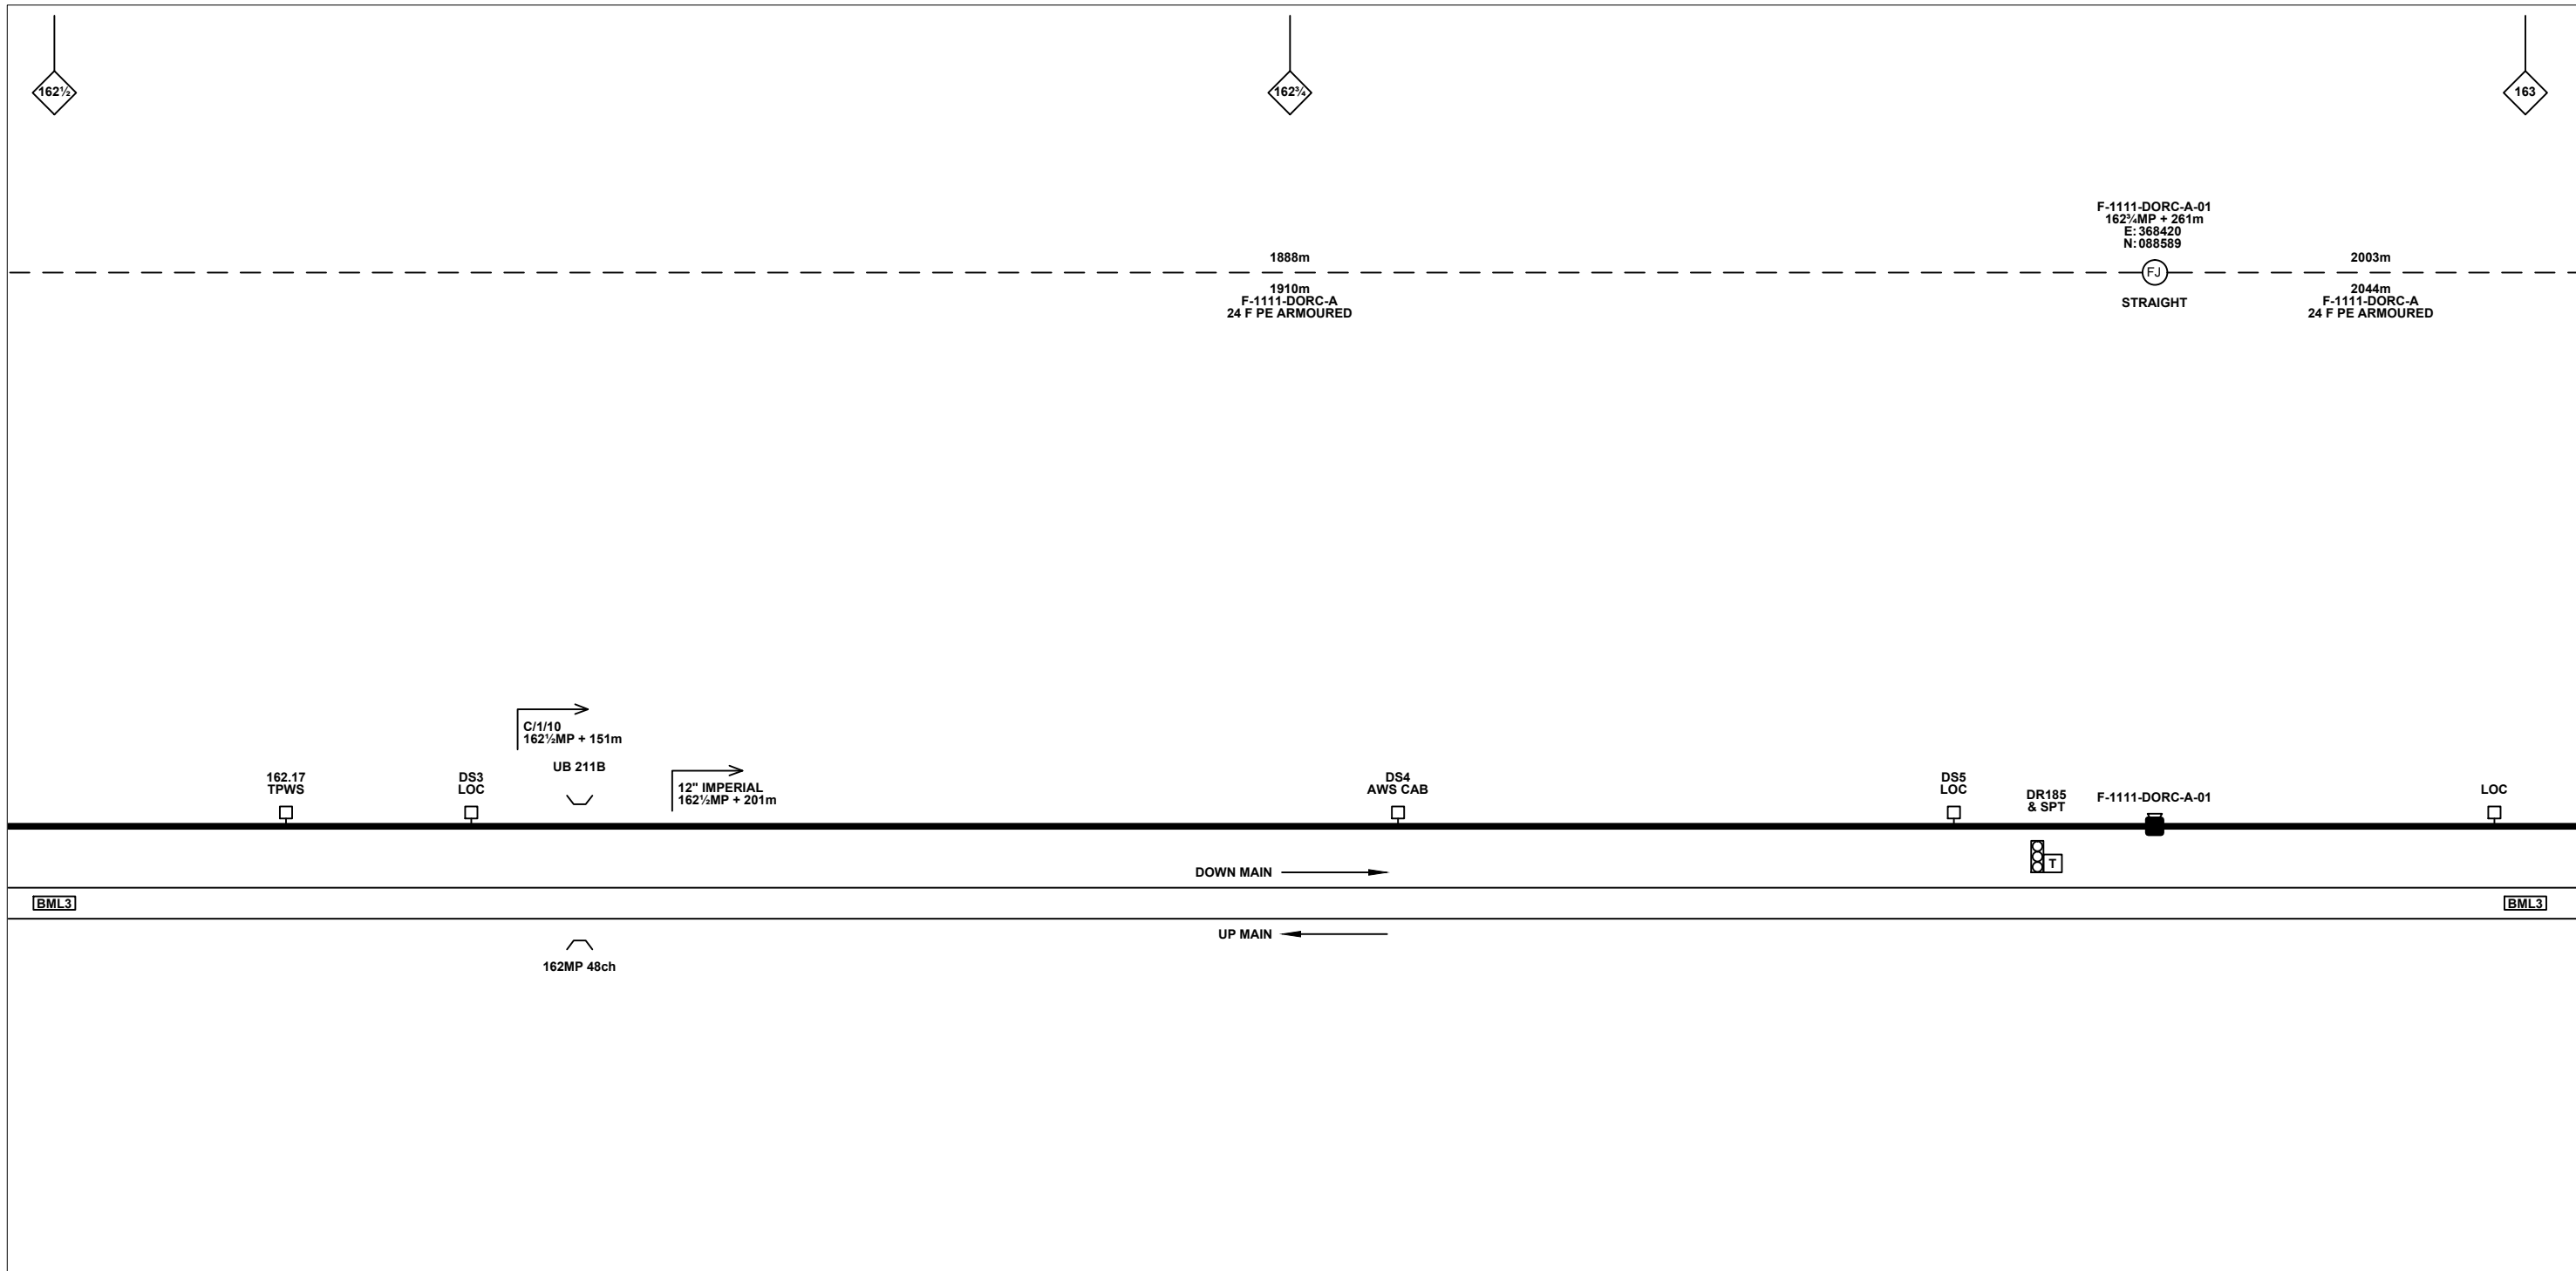 162½
162¾
163
F-1111-DORC-A-01
162¾MP + 261m
E: 368420
N: 088589
1888m
2003m
FJ
1910m
F-1111-DORC-A
24 F PE ARMOURED
STRAIGHT
2044m
F-1111-DORC-A
24 F PE ARMOURED
C/1/10
162½MP + 151m
UB 211B
162.17
TPWS
DS3
LOC
12" IMPERIAL
162½MP + 201m
DS4
AWS CAB
DS5
LOC
DR185
& SPT
F-1111-DORC-A-01
LOC
T
DOWN MAIN
BML3
BML3
UP MAIN
162MP 48ch